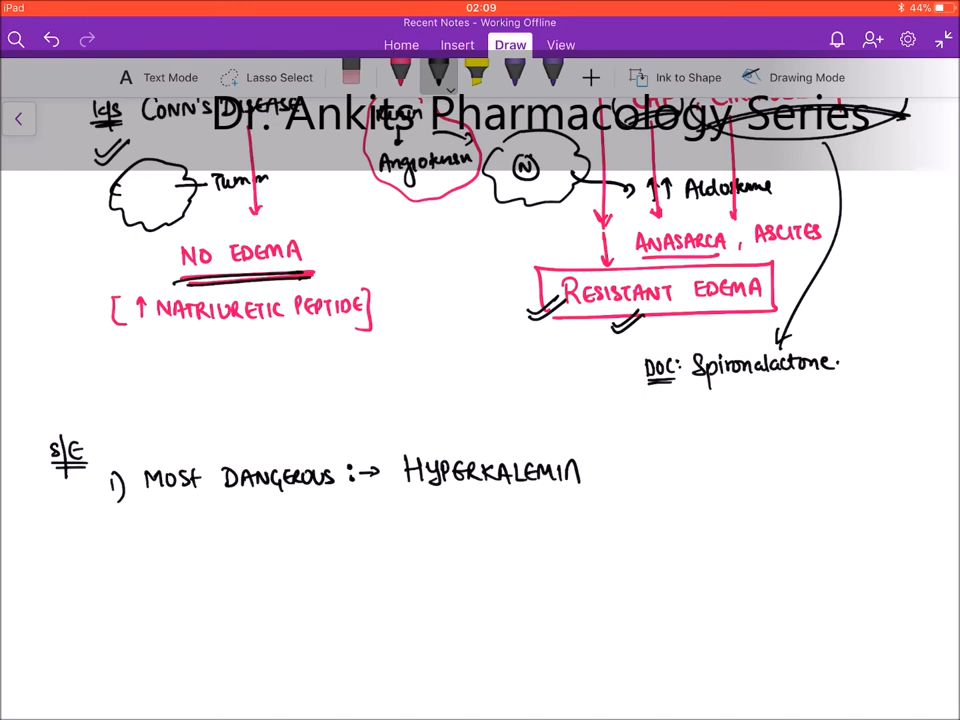 iPad 02:09 44%
Recent Notes - Working Offline
Home Insert Draw View
A Text Mode Lasso Select Ink to Shape Drawing Mode
Dr. Ankits Pharmacology Series
CONN'S DISEASE
Renin
Angiotensin
N
Tumor
↑↑ Aldosterone
NO EDEMA
[↑ NATRIURETIC PEPTIDE]
ANASARCA, ASCITES
RESISTANT EDEMA
DOC: Spironalactone.
S/E
1) MOST DANGEROUS :→ HYPERKALEMIA